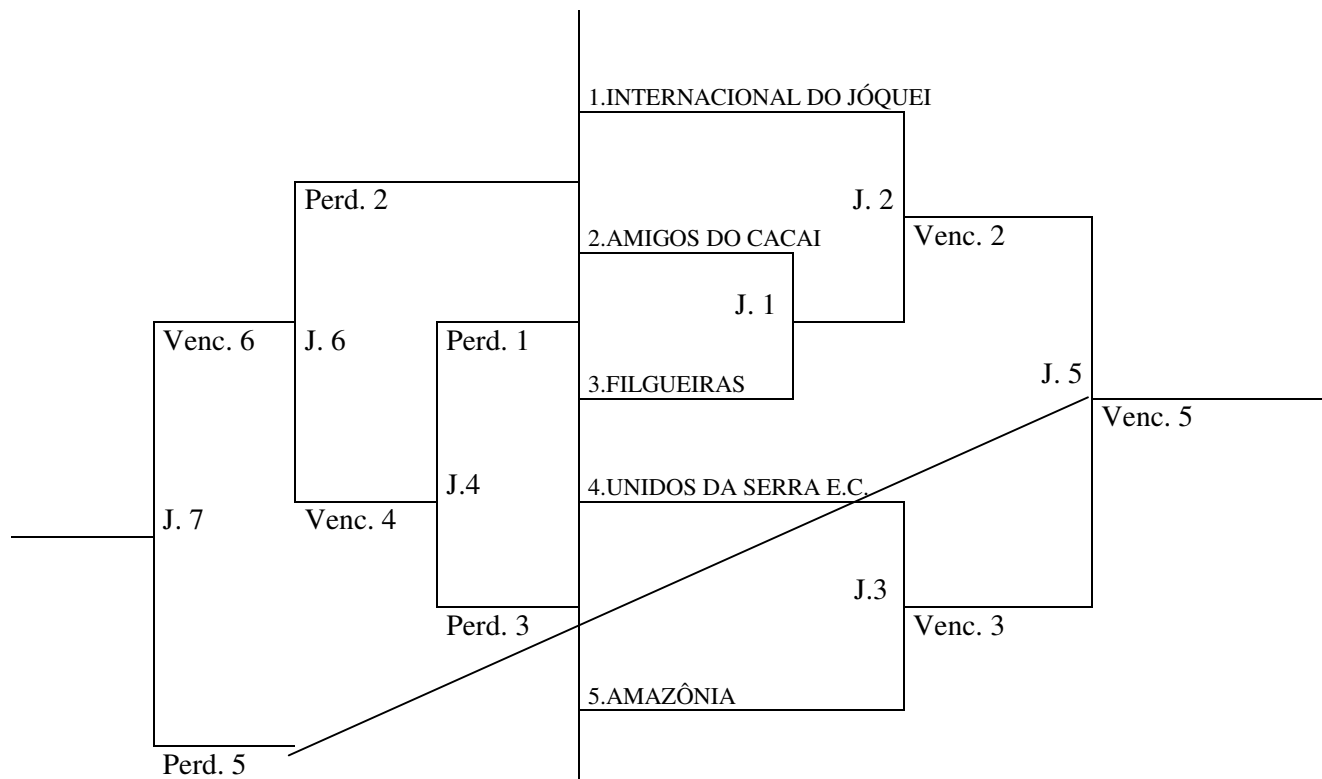 1.INTERNACIONAL DO JÓQUEI
Perd. 2
J. 2
2.AMIGOS DO CACAI
Venc. 2
J. 1
Venc. 6
J. 6
Perd. 1
3.FILGUEIRAS
J. 5
Venc. 5
J.4
4.UNIDOS DA SERRA E.C.
J. 7
Venc. 4
J.3
Perd. 3
Venc. 3
5.AMAZÔNIA
Perd. 5